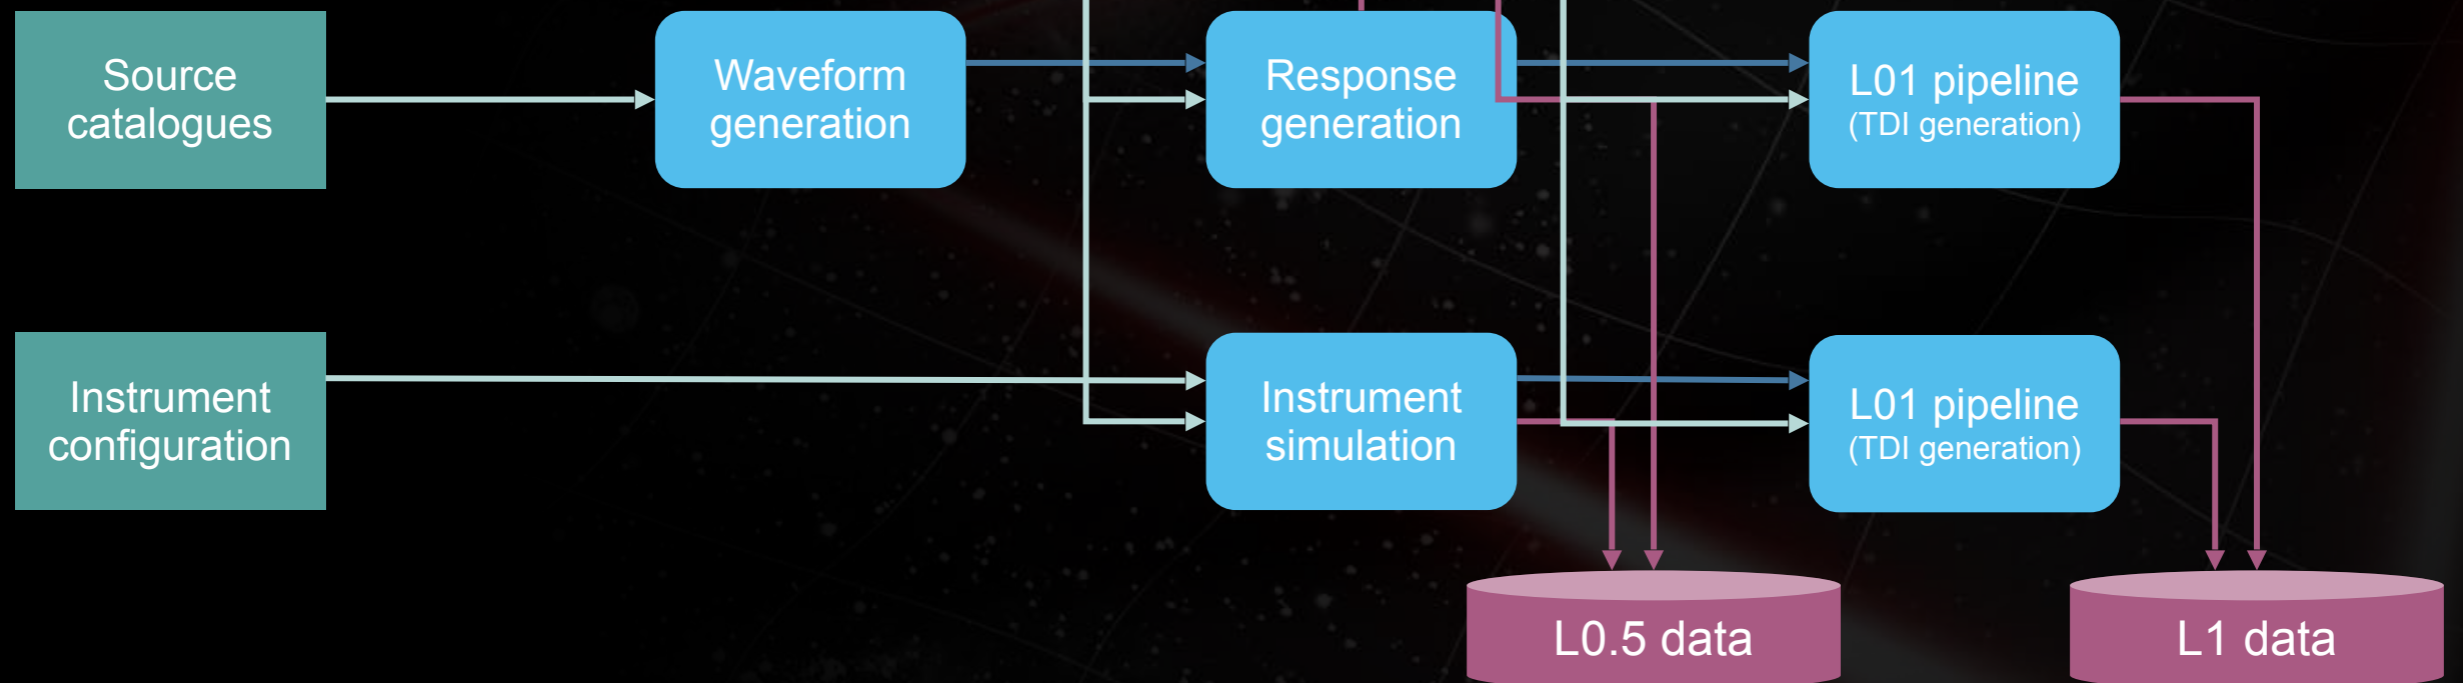 Source
catalogues
Waveform
generation
Response
generation
L01 pipeline
(TDI generation)
Instrument
configuration
Instrument
simulation
L01 pipeline
(TDI generation)
L0.5 data
L1 data